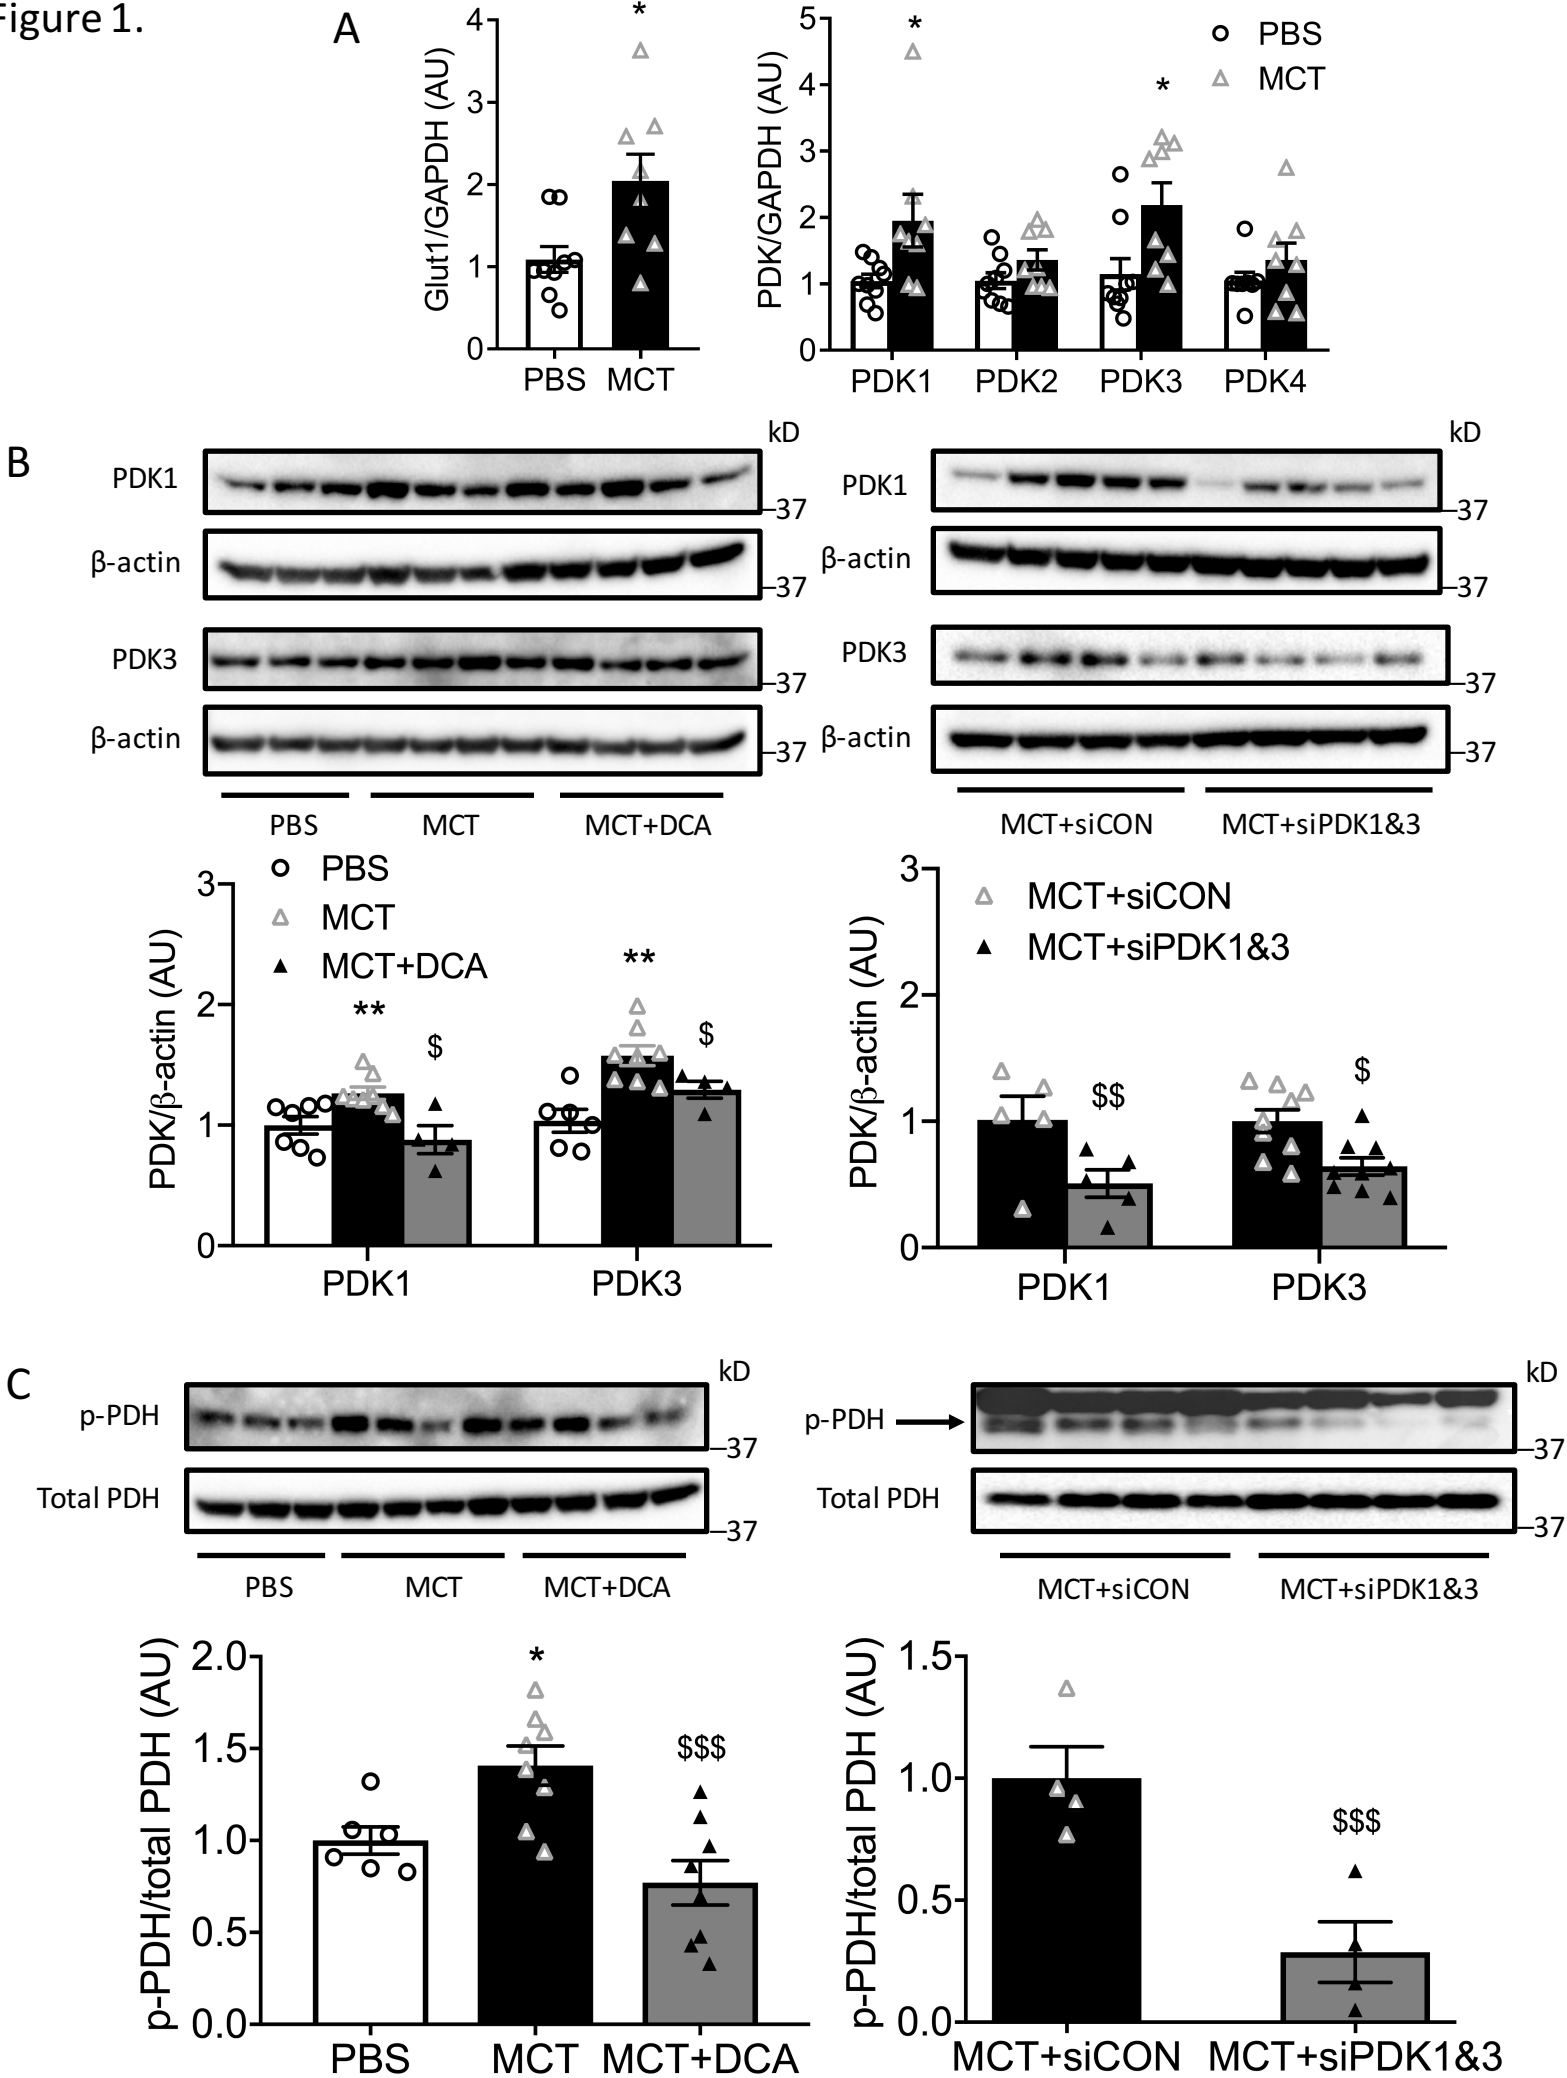 Figure 1.
A
Glut1/GAPDH (AU)
4
3
2
1
0
*
PBS MCT
PDK/GAPDH (AU)
5
4
3
2
1
0
*
*
PBS
MCT
PDK1 PDK2 PDK3 PDK4
B
kD
PDK1
37
β-actin
37
PDK3
37
β-actin
37
PBS MCT MCT+DCA
kD
PDK1
37
β-actin
37
PDK3
37
β-actin
37
MCT+siCON MCT+siPDK1&3
PDK/β-actin (AU)
3
2
1
0
PBS
MCT
MCT+DCA
**
$
**
$
PDK1 PDK3
PDK/β-actin (AU)
3
2
1
0
MCT+siCON
MCT+siPDK1&3
$$
$
PDK1 PDK3
C
kD
p-PDH
37
Total PDH
37
PBS MCT MCT+DCA
kD
p-PDH
37
Total PDH
37
MCT+siCON MCT+siPDK1&3
p-PDH/total PDH (AU)
2.0
1.5
1.0
0.5
0.0
*
$$$
PBS MCT MCT+DCA
p-PDH/total PDH (AU)
1.5
1.0
0.5
0.0
$$$
MCT+siCON MCT+siPDK1&3